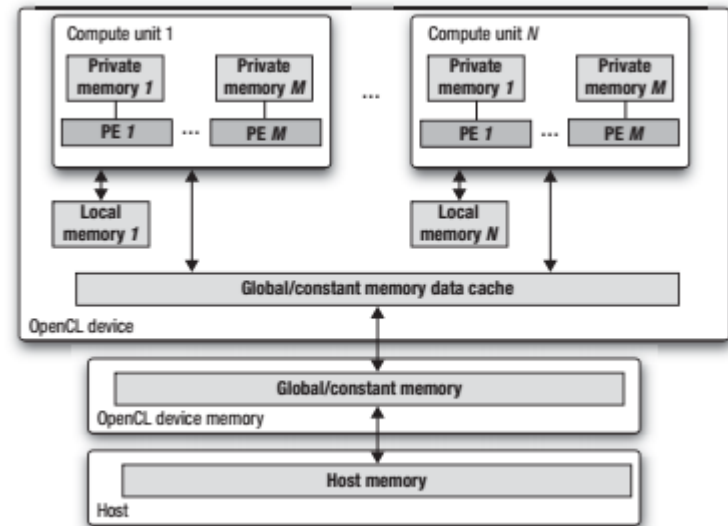 Compute unit 1
Compute unit N
Private memory 1
Private memory M
Private memory 1
Private memory M
...
PE 1
...
PE M
PE 1
...
PE M
Local memory 1
Local memory N
Global/constant memory data cache
OpenCL device
Global/constant memory
OpenCL device memory
Host memory
Host